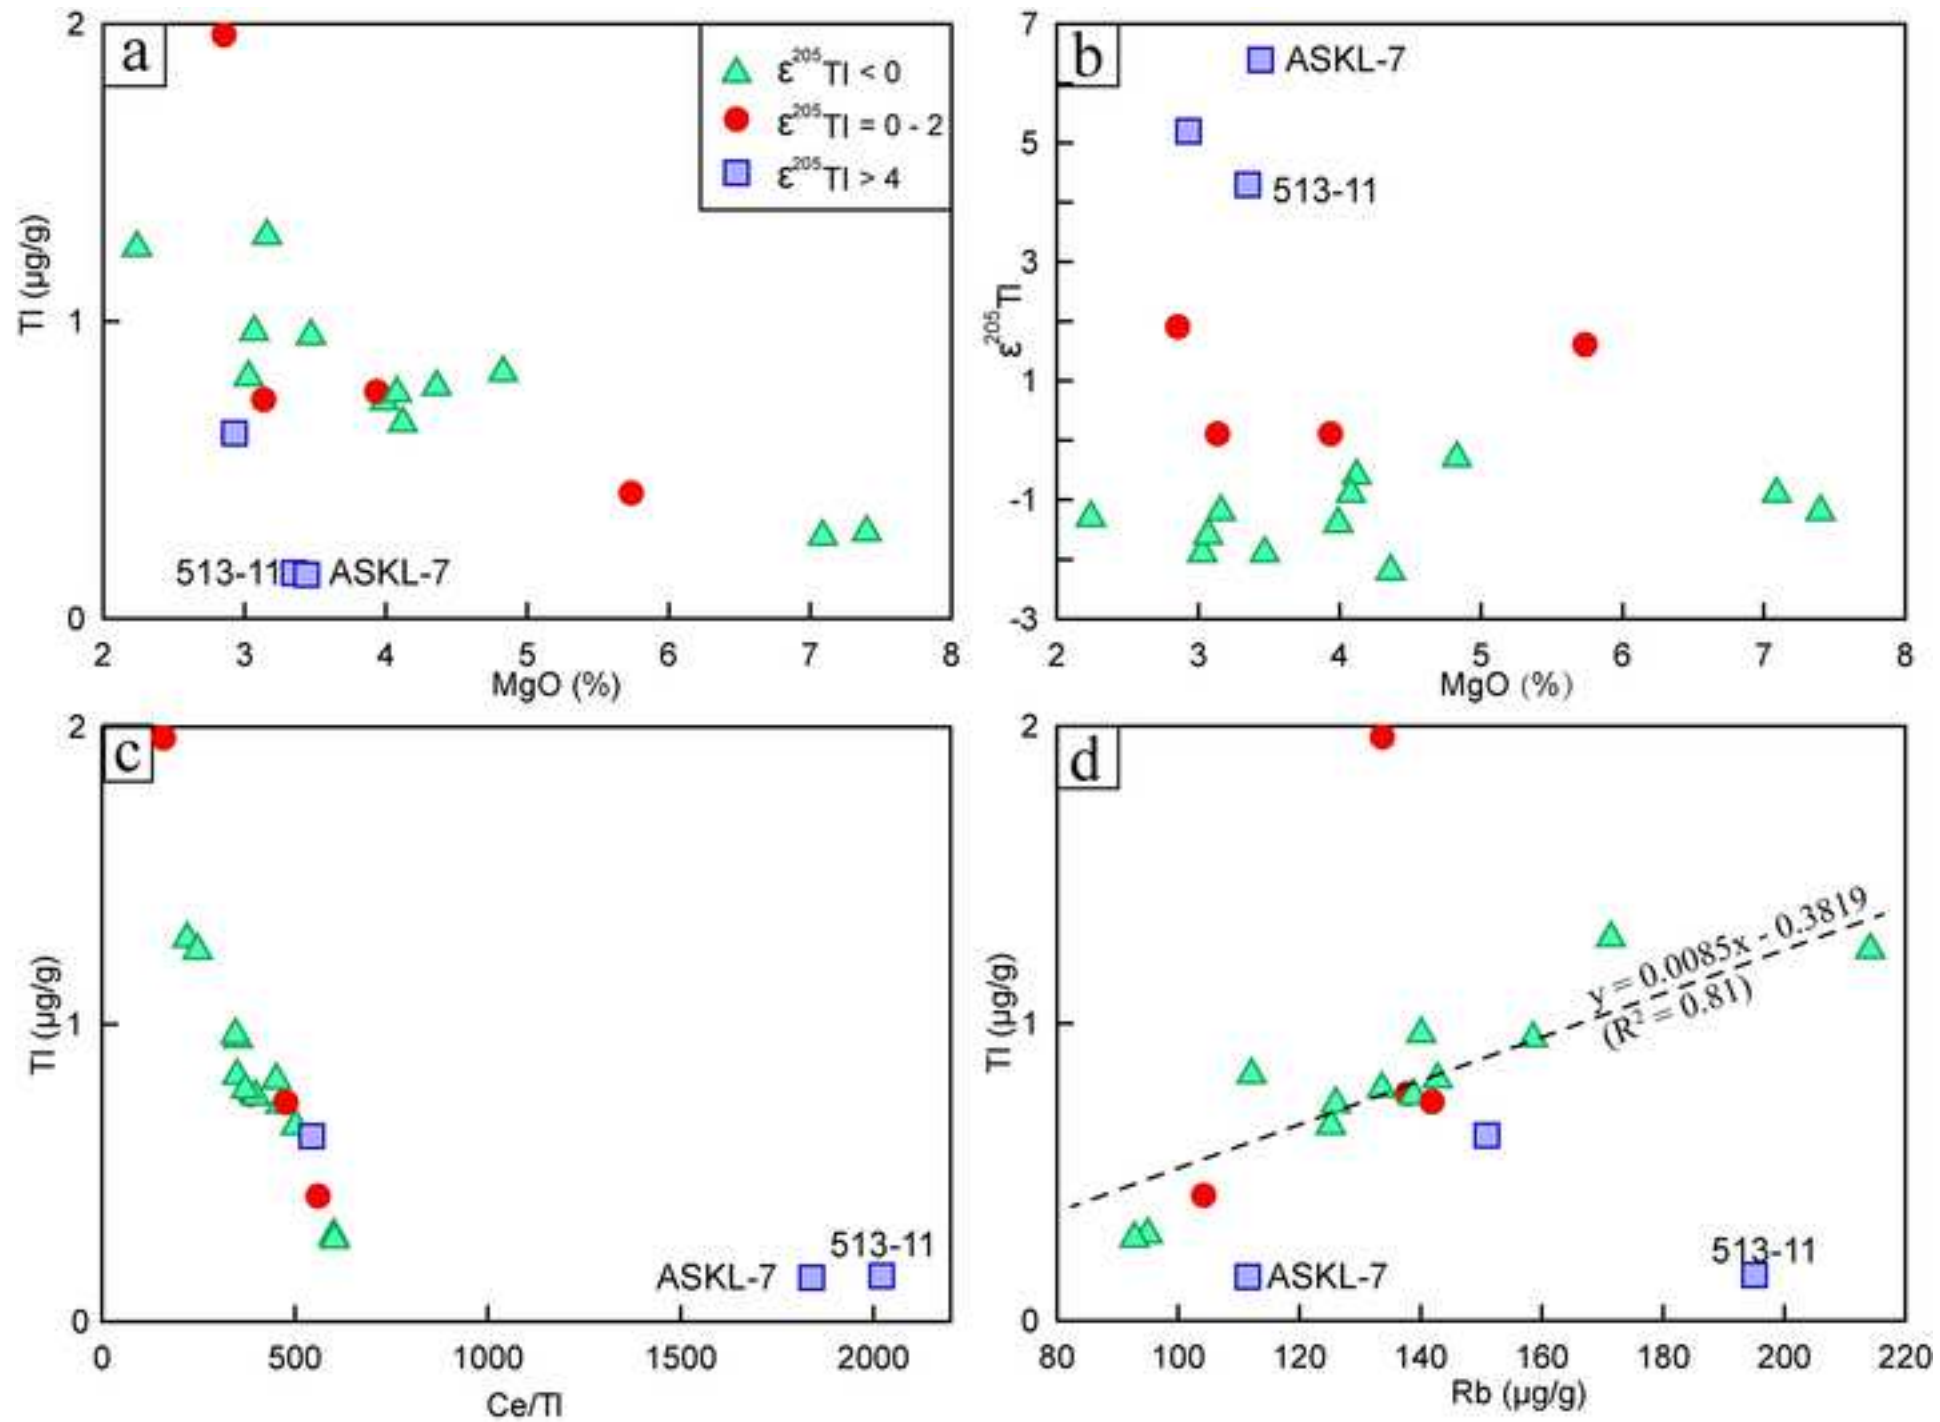 a
2
1
0
Tl (µg/g)
ε²⁰⁵Tl < 0
ε²⁰⁵Tl = 0 - 2
ε²⁰⁵Tl > 4
513-11
ASKL-7
2 3 4 5 6 7 8
MgO (%)
b
7
5
3
1
-1
-3
ε²⁰⁵Tl
ASKL-7
513-11
2 3 4 5 6 7 8
MgO (%)
c
2
1
0
Tl (µg/g)
513-11
ASKL-7
0 500 1000 1500 2000
Ce/Tl
d
2
1
0
Tl (µg/g)
y = 0.0085x - 0.3819
(R² = 0.81)
513-11
ASKL-7
80 100 120 140 160 180 200 220
Rb (µg/g)